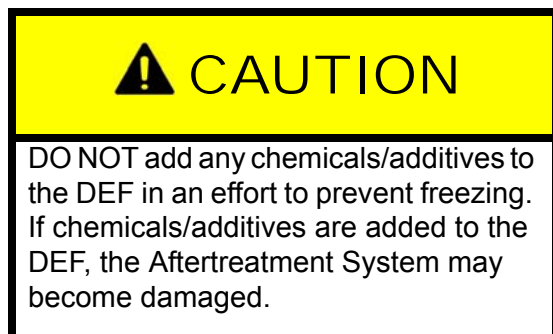 CAUTION
DO NOT add any chemicals/additives to
the DEF in an effort to prevent freezing.
If chemicals/additives are added to the
DEF, the Aftertreatment System may
become damaged.